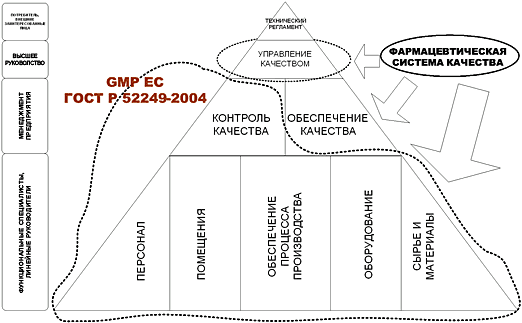 ПОТРЕБИТЕЛЬ,
ВНЕШНИЕ
ЗАИНТЕРЕСОВАННЫЕ
ЛИЦА
ТЕХНИЧЕСКИЙ
РЕГЛАМЕНТ
ВЫСШЕЕ
РУКОВОДСТВО
УПРАВЛЕНИЕ
КАЧЕСТВОМ
ФАРМАЦЕВТИЧЕСКАЯ
СИСТЕМА КАЧЕСТВА
GMP ЕС
ГОСТ Р 52249-2004
МЕНЕДЖМЕНТ
ПРЕДПРИЯТИЯ
КОНТРОЛЬ
КАЧЕСТВА
ОБЕСПЕЧЕНИЕ
КАЧЕСТВА
ФУНКЦИОНАЛЬНЫЕ СПЕЦИАЛИСТЫ,
ЛИНЕЙНЫЕ РУКОВОДИТЕЛИ
ПЕРСОНАЛ
ПОМЕЩЕНИЯ
ОБЕСПЕЧЕНИЕ
ПРОЦЕССА
ПРОИЗВОДСТВА
ОБОРУДОВАНИЕ
СЫРЬЕ И
МАТЕРИАЛЫ